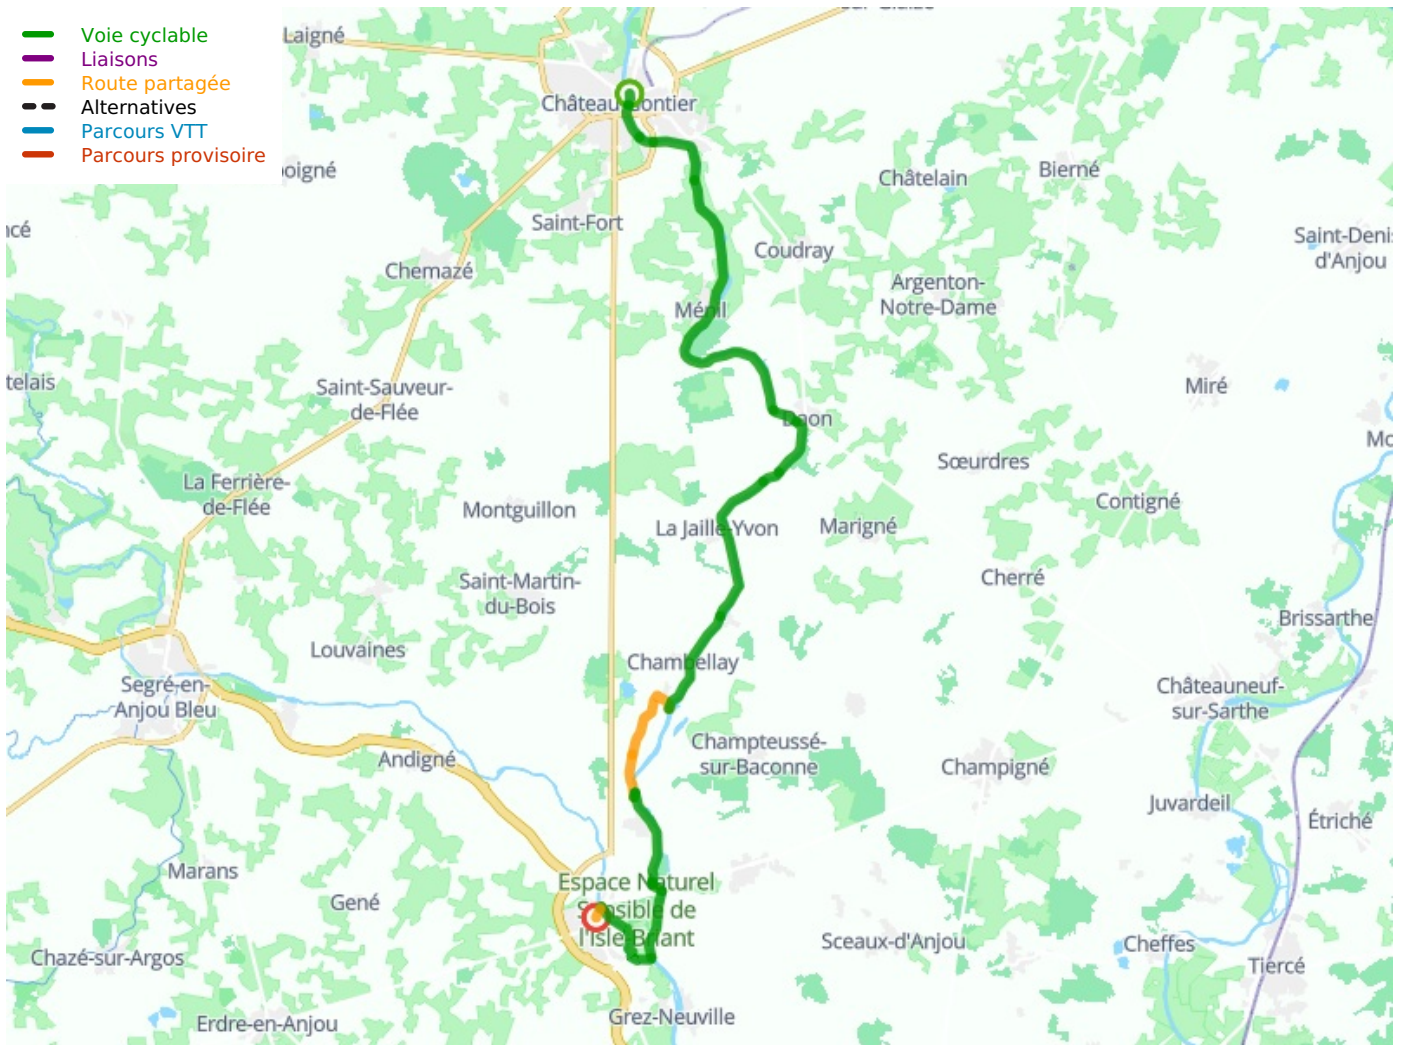 Voie cyclable
Liaisons
Route partagée
Alternatives
Parcours VTT
Parcours provisoire
Laigné
Château-Gontier
Châtelain
Bierné
Saint-Fort
Coudray
Saint-Denis
d'Anjou
Chemazé
Argenton-
Notre-Dame
Ménil
Saint-Sauveur-
de-Flée
Miré
Daon
Sœurdres
La Ferrière-
de-Flée
Montguillon
Contigné
La Jaille-Yvon
Marigné
Saint-Martin-
du-Bois
Cherré
Brissarthe
Louvaines
Chambellay
Segré-en-
Anjou Bleu
Châteauneuf-
sur-Sarthe
Champteussé-
sur-Baconne
Andigné
Champigné
Juvardeil
Étriché
Marans
Espace Naturel
Sensible de
l'Isle Briant
Gené
Sceaux-d'Anjou
Cheffes
Chazé-sur-Argos
Tiercé
Grez-Neuville
Erdre-en-Anjou